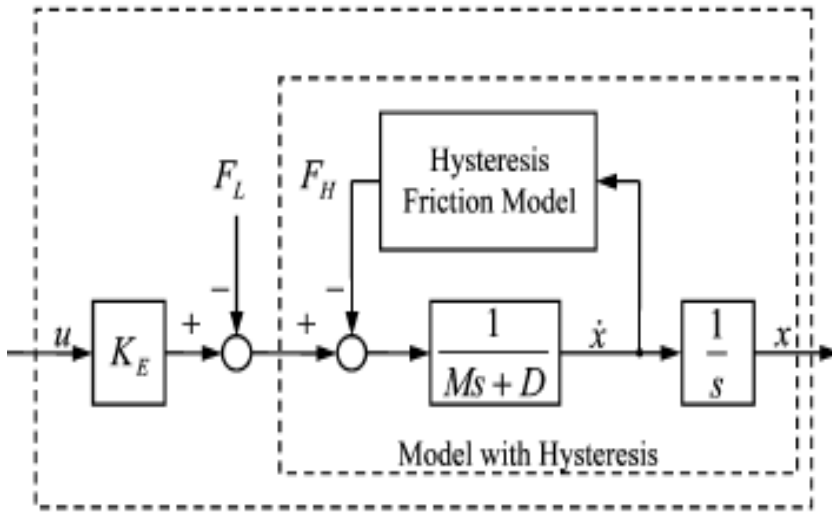 Hysteresis
Friction Model
F_L
F_H
−
−
u
K_E
+
+
1
Ms + D
ẋ
1
s
x
Model with Hysteresis